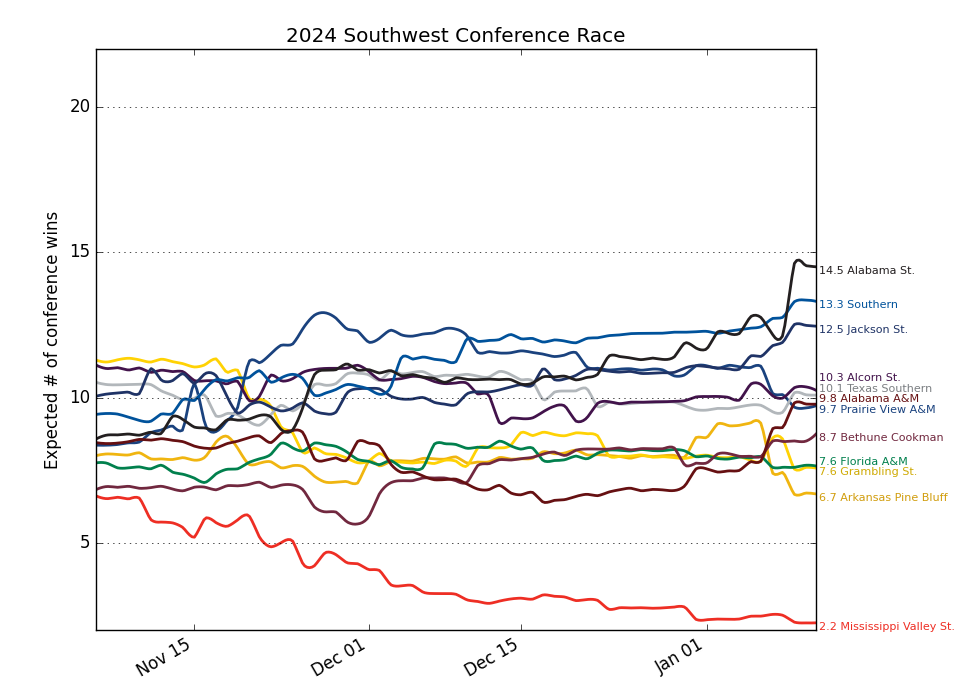 2024 Southwest Conference Race
Expected # of conference wins
20
15
10
5
Nov 15
Dec 01
Dec 15
Jan 01
14.5 Alabama St.
13.3 Southern
12.5 Jackson St.
10.3 Alcorn St.
10.1 Texas Southern
9.8 Alabama A&M
9.7 Prairie View A&M
8.7 Bethune Cookman
7.6 Florida A&M
7.6 Grambling St.
6.7 Arkansas Pine Bluff
2.2 Mississippi Valley St.